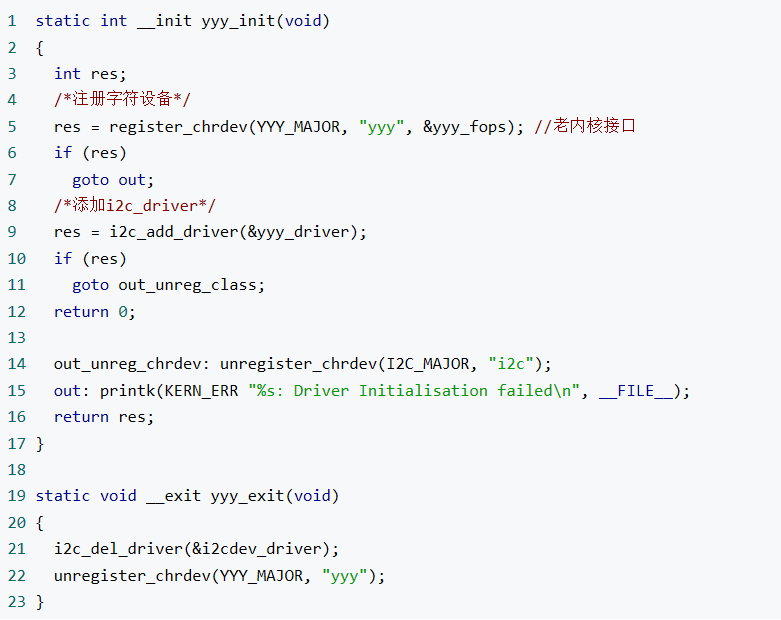 1 static int __init yyy_init(void)
2 {
3   int res;
4   /*注册字符设备*/
5   res = register_chrdev(YYY_MAJOR, "yyy", &yyy_fops); //老内核接口
6   if (res)
7     goto out;
8   /*添加i2c_driver*/
9   res = i2c_add_driver(&yyy_driver);
10   if (res)
11     goto out_unreg_class;
12   return 0;
13
14   out_unreg_chrdev: unregister_chrdev(I2C_MAJOR, "i2c");
15   out: printk(KERN_ERR "%s: Driver Initialisation failed\n", __FILE__);
16   return res;
17 }
18
19 static void __exit yyy_exit(void)
20 {
21   i2c_del_driver(&i2cdev_driver);
22   unregister_chrdev(YYY_MAJOR, "yyy");
23 }